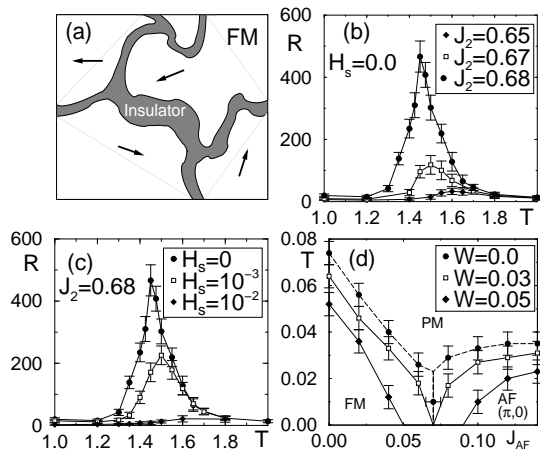 (a)
FM
Insulator
600
R
400
200
0
1.0
1.2
1.4
1.6
1.8
T
(b)
H_s=0.0
J_2=0.65
J_2=0.67
J_2=0.68
600
R
400
200
0
1.0
1.2
1.4
1.6
1.8
T
(c)
J_2=0.68
H_s=0
H_s=10^-3
H_s=10^-2
0.08
T
0.06
0.04
0.02
0.00
0.00
0.05
0.10
J_AF
(d)
W=0.0
W=0.03
W=0.05
PM
FM
AF
(π,0)